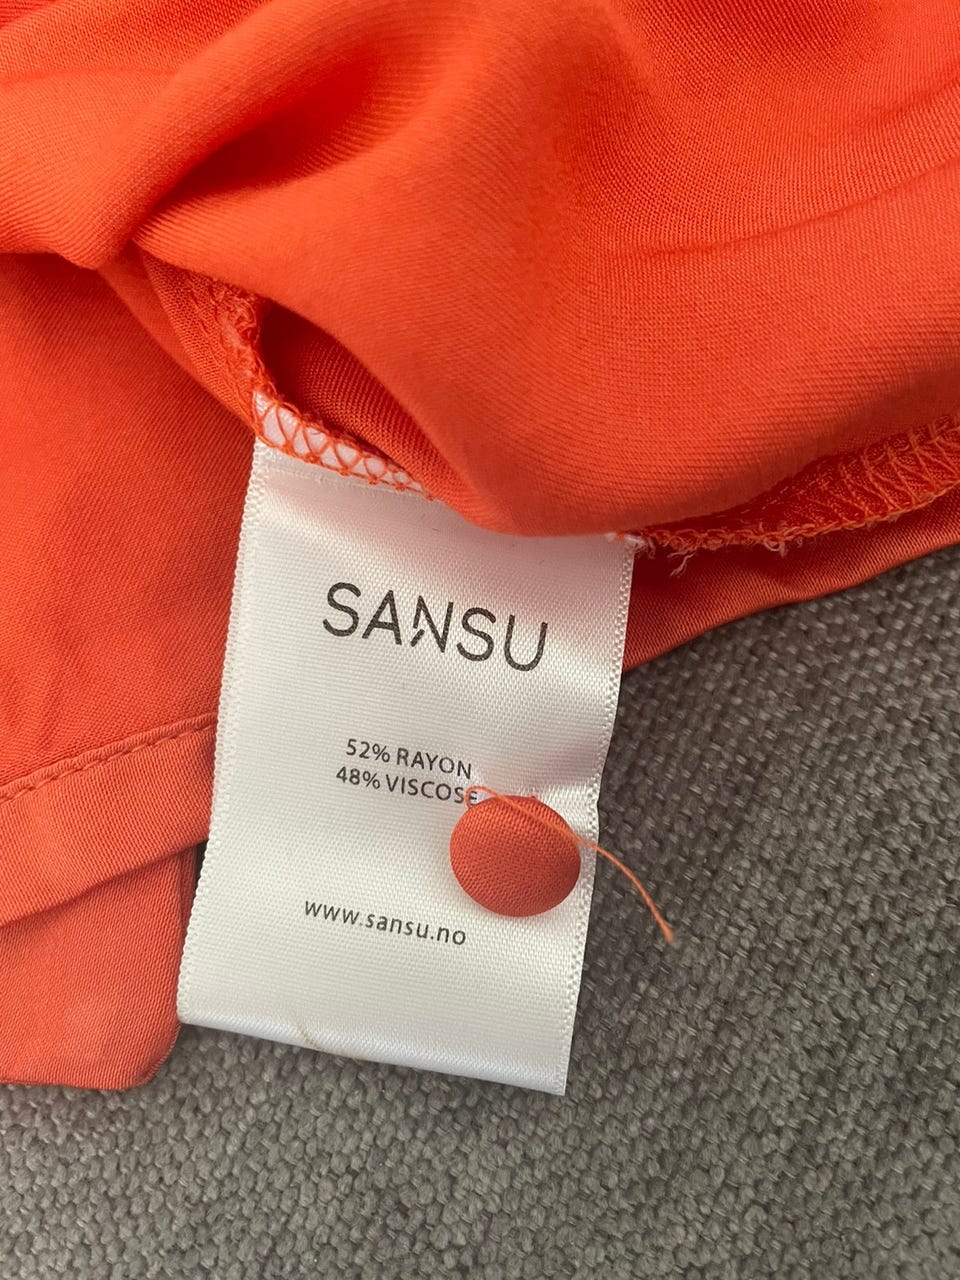 SANSU
52% RAYON
48% VISCOSE
www.sansu.no